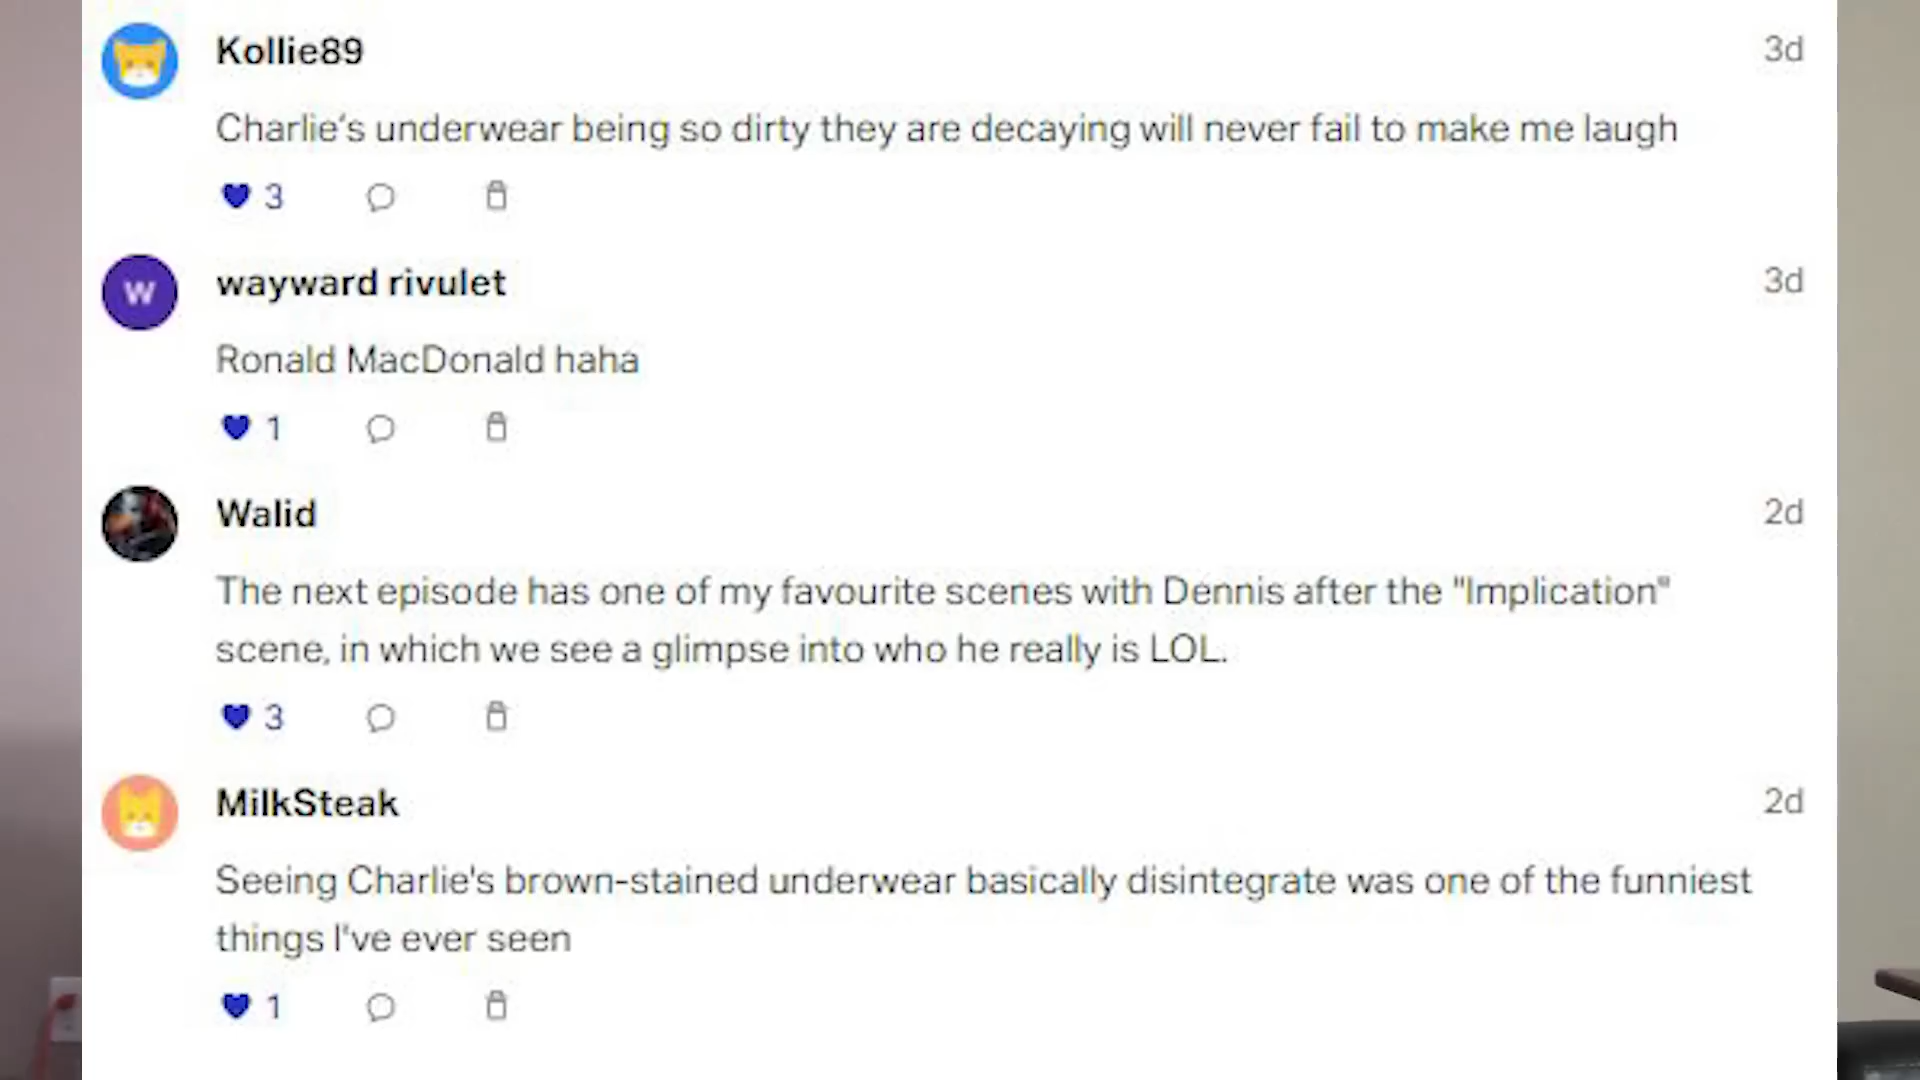 Kollie89
3d
Charlie's underwear being so dirty they are decaying will never fail to make me laugh
3
W
wayward rivulet
3d
Ronald MacDonald haha
1
Walid
2d
The next episode has one of my favourite scenes with Dennis after the "Implication"
scene, in which we see a glimpse into who he really is LOL.
3
MilkSteak
2d
Seeing Charlie's brown-stained underwear basically disintegrate was one of the funniest
things I've ever seen
1